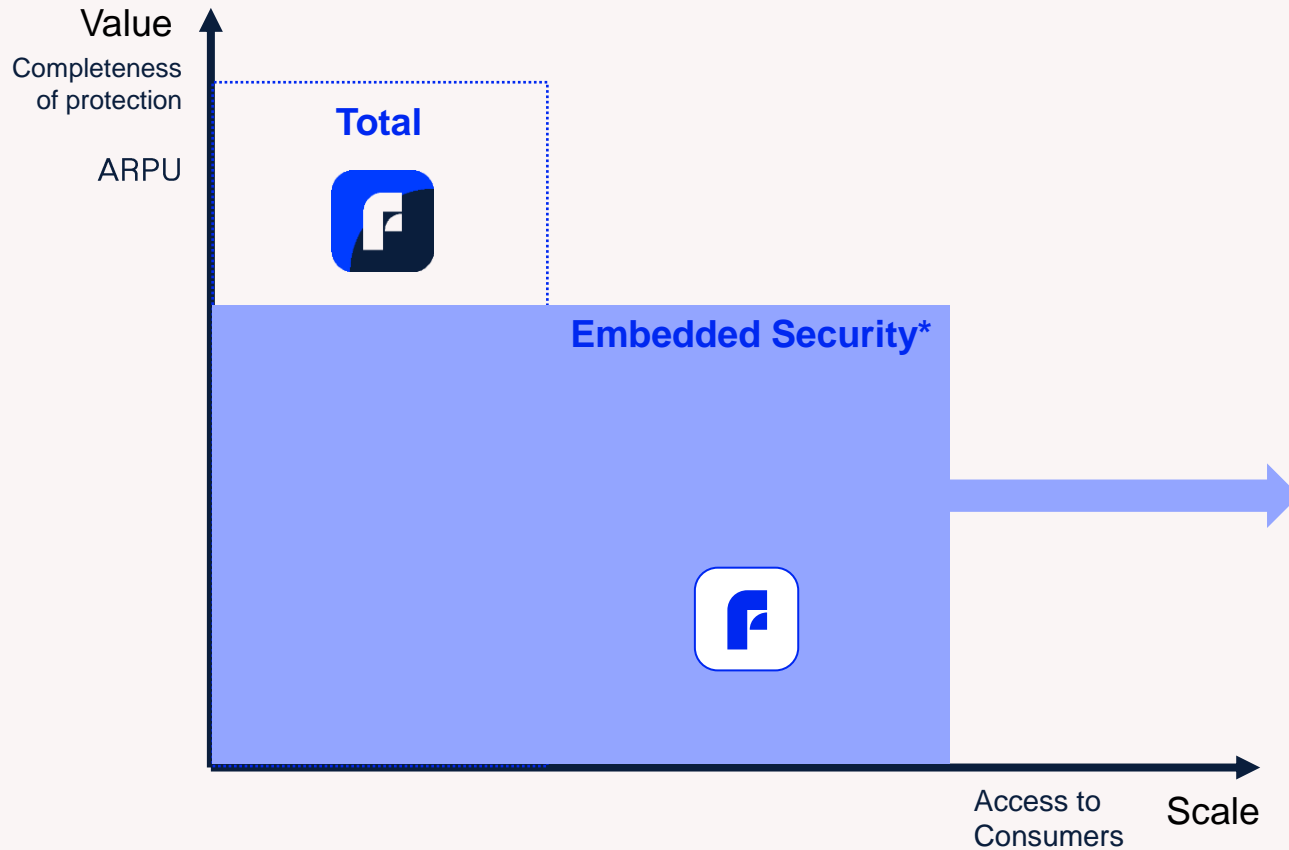 Value
Completeness
of protection
ARPU
Total
Embedded Security*
Access to
Consumers
Scale